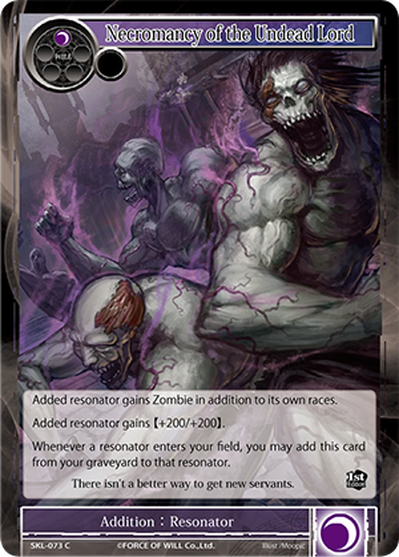 Necromancy of the Undead Lord
WILL
Added resonator gains Zombie in addition to its own races.
Added resonator gains 【+200/+200】.
Whenever a resonator enters your field, you may add this card
from your graveyard to that resonator.
There isn't a better way to get new servants.
1st
Edition
Addition : Resonator
SKL-073 C ©FORCE OF WILL Co.,Ltd. Illust /Moopic